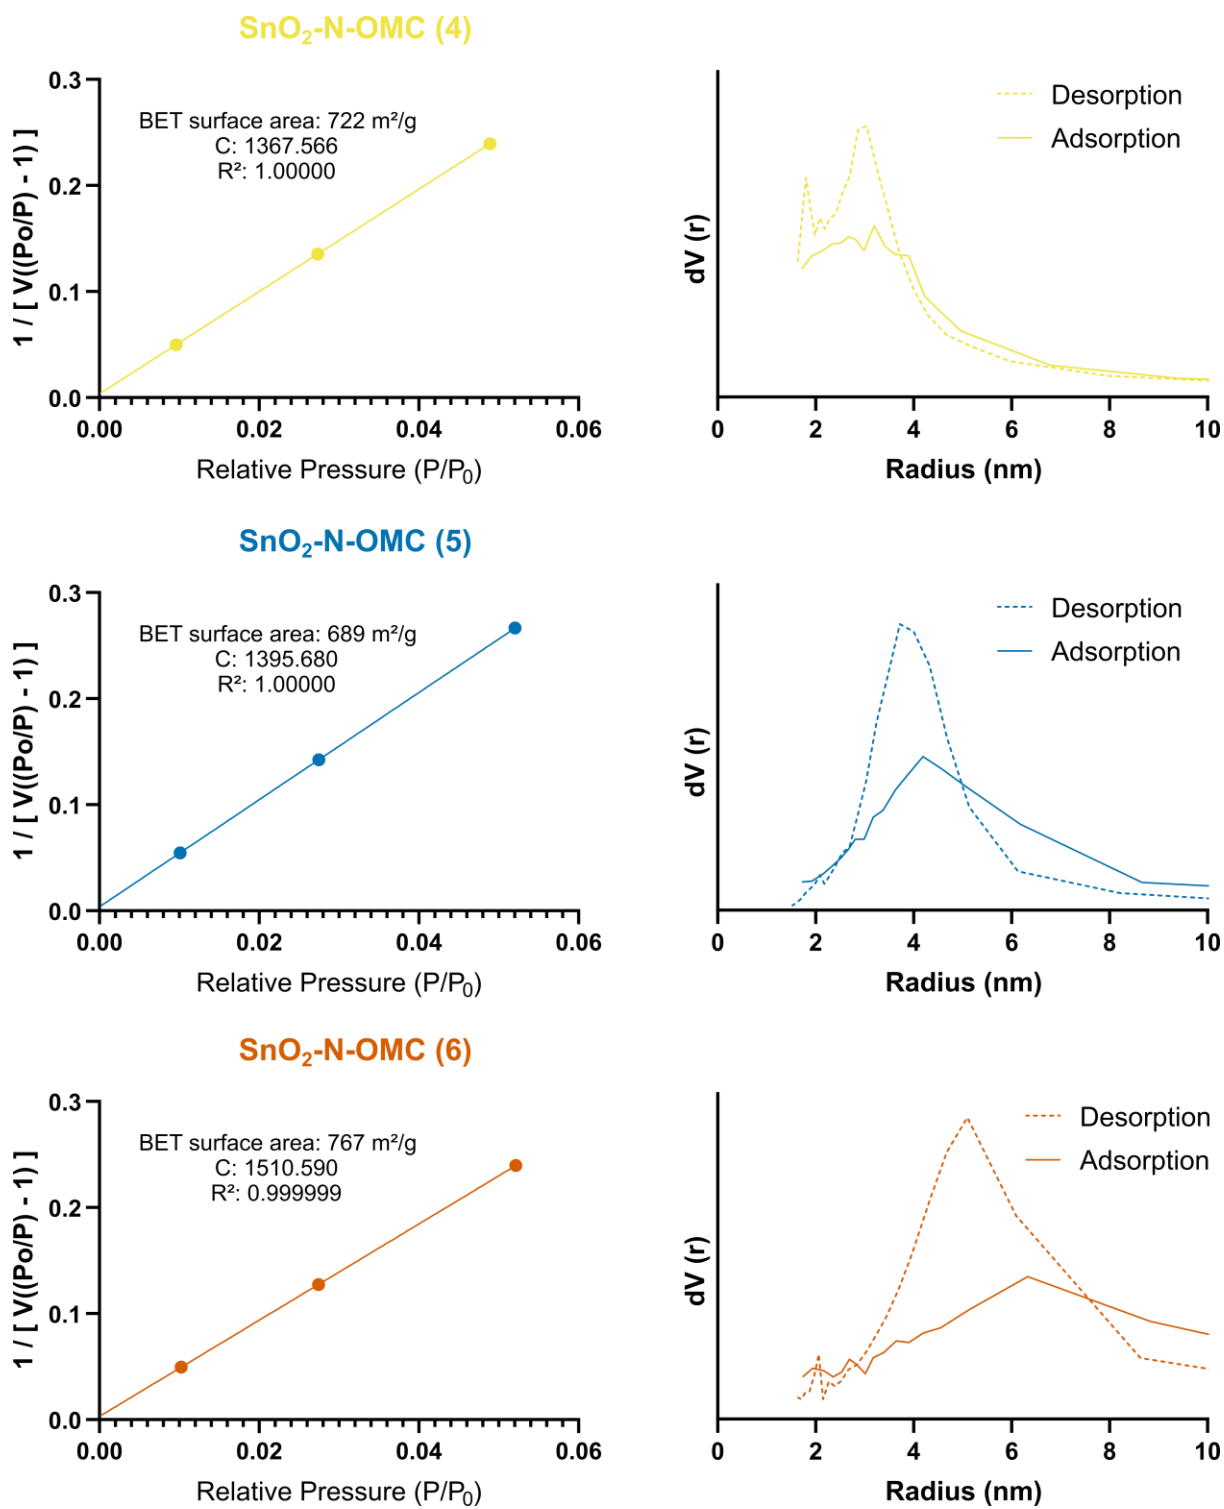 SnO₂-N-OMC (4)
0.3
0.2
0.1
0.0
1 / [ V((Po/P) - 1) ]
BET surface area: 722 m²/g
C: 1367.566
R²: 1.00000
0.00 0.02 0.04 0.06
Relative Pressure (P/P₀)
dV (r)
Desorption
Adsorption
0 2 4 6 8 10
Radius (nm)
SnO₂-N-OMC (5)
0.3
0.2
0.1
0.0
1 / [ V((Po/P) - 1) ]
BET surface area: 689 m²/g
C: 1395.680
R²: 1.00000
0.00 0.02 0.04 0.06
Relative Pressure (P/P₀)
dV (r)
Desorption
Adsorption
0 2 4 6 8 10
Radius (nm)
SnO₂-N-OMC (6)
0.3
0.2
0.1
0.0
1 / [ V((Po/P) - 1) ]
BET surface area: 767 m²/g
C: 1510.590
R²: 0.999999
0.00 0.02 0.04 0.06
Relative Pressure (P/P₀)
dV (r)
Desorption
Adsorption
0 2 4 6 8 10
Radius (nm)